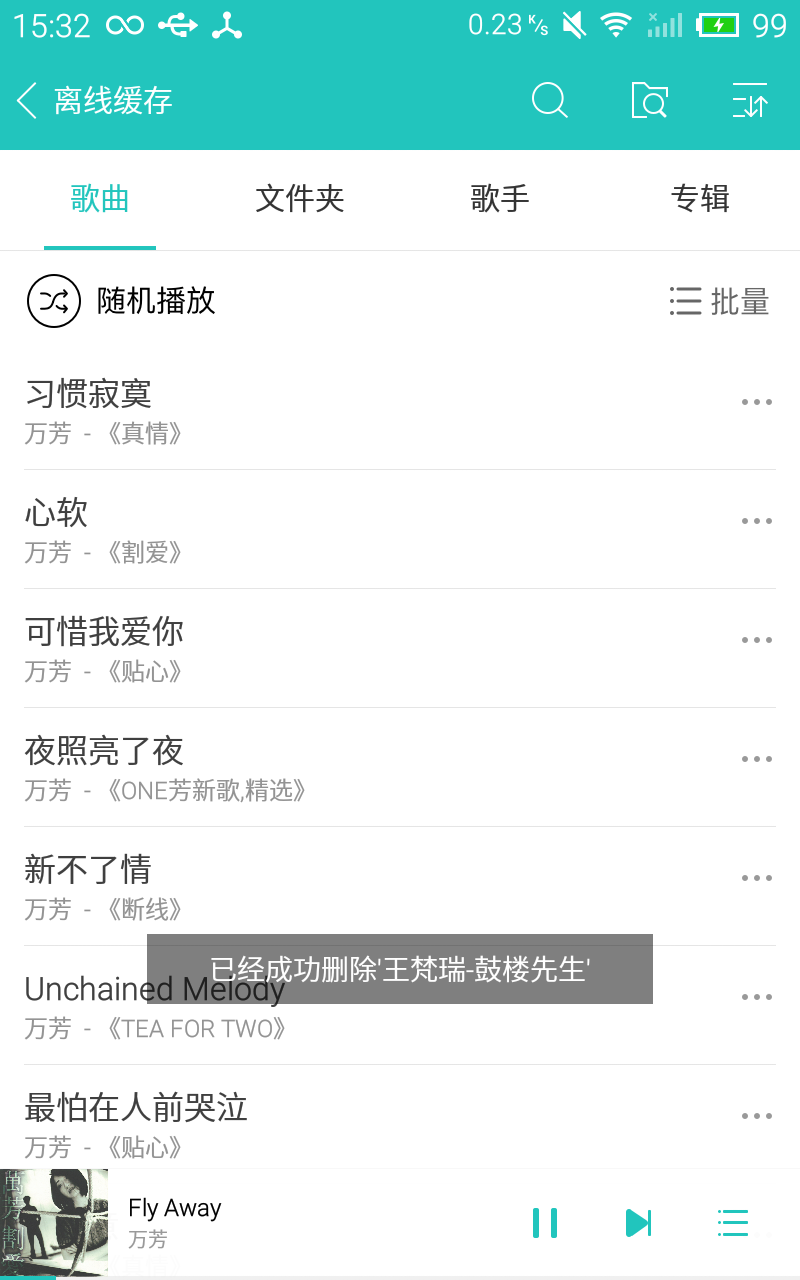 15:32 0.23 K/s 99
离线缓存
歌曲 文件夹 歌手 专辑
随机播放 批量
习惯寂寞
万芳 - 《真情》
心软
万芳 - 《割爱》
可惜我爱你
万芳 - 《贴心》
夜照亮了夜
万芳 - 《ONE芳新歌,精选》
新不了情
万芳 - 《断线》
已经成功删除'王梵瑞-鼓楼先生'
Unchained Melody
万芳 - 《TEA FOR TWO》
最怕在人前哭泣
万芳 - 《贴心》
萬芳 割愛
Fly Away
万芳